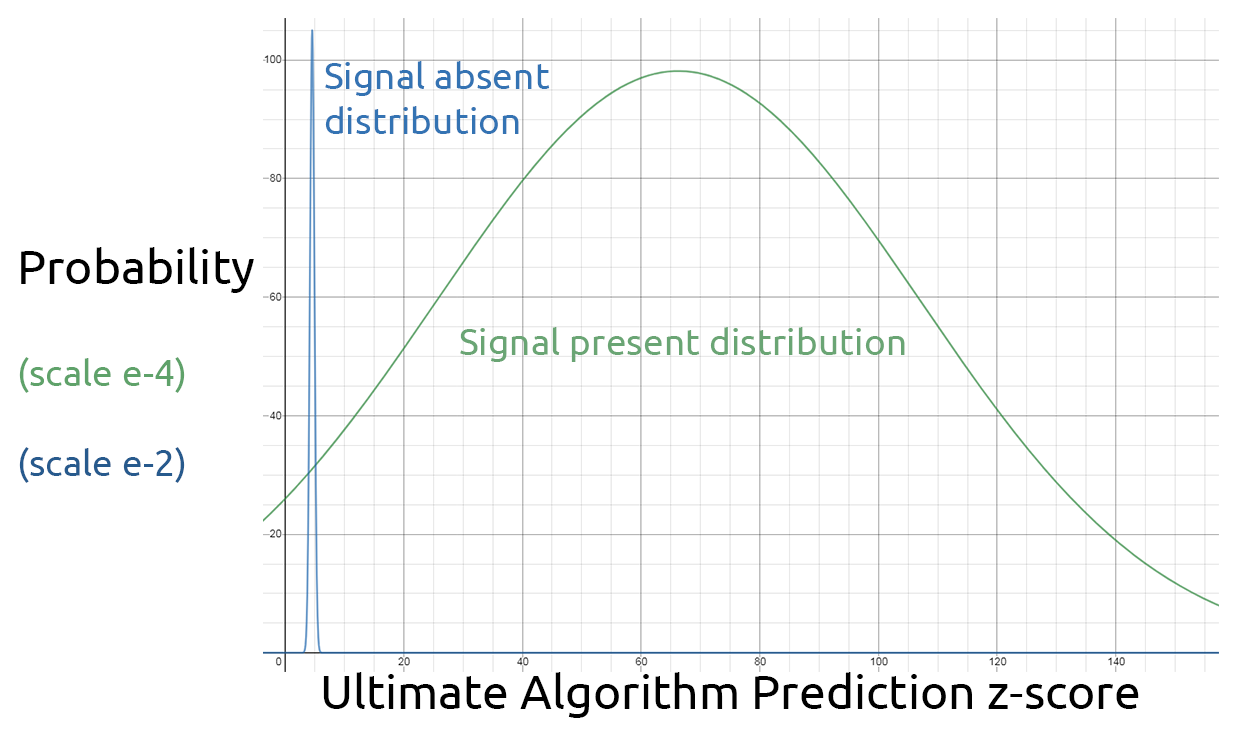 100
Signal absent
distribution
80
Probability
60
Signal present distribution
(scale e-4)
40
(scale e-2)
20
0 20 40 60 80 100 120 140
Ultimate Algorithm Prediction z-score